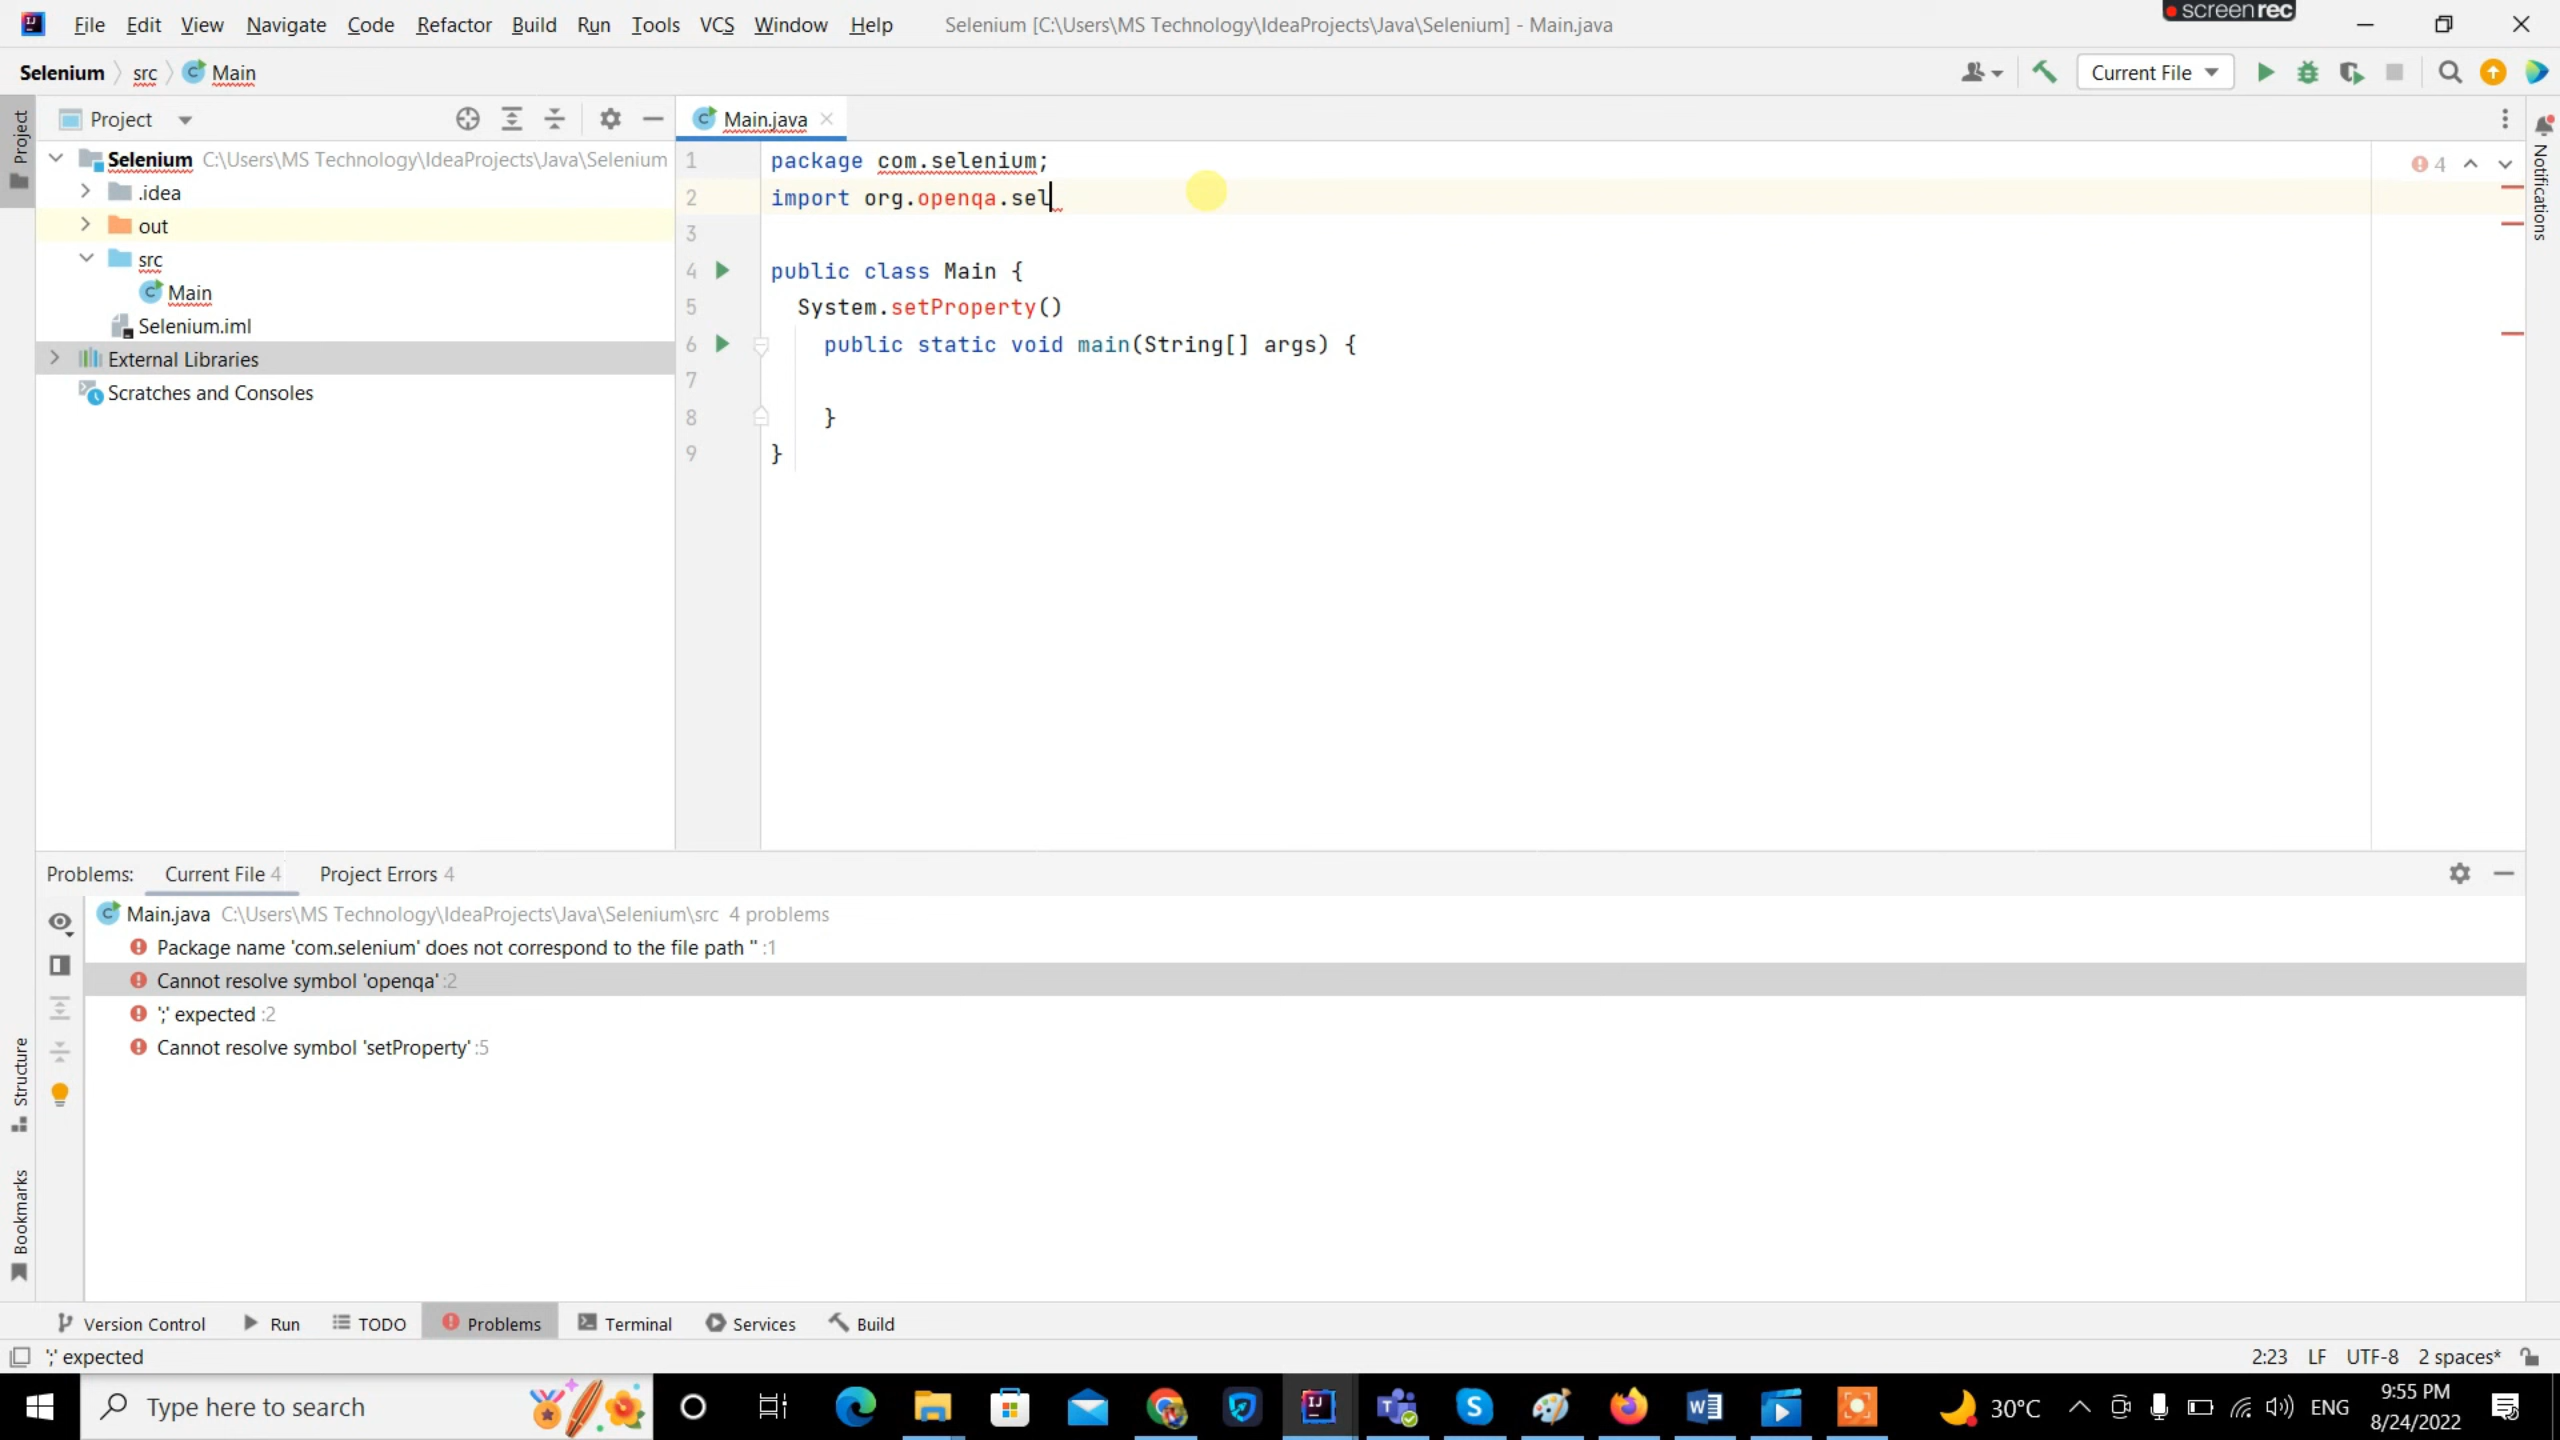 File Edit View Navigate Code Refactor Build Run Tools VCS Window Help Selenium [C:\Users\MS Technology\IdeaProjects\Java\Selenium] - Main.java screenrec
Selenium src Main Current File
Project Main.java
Selenium C:\Users\MS Technology\IdeaProjects\Java\Selenium
.idea
out
src
Main
Selenium.iml
External Libraries
Scratches and Consoles
1 package com.selenium;
2 import org.openqa.sel
3
4 public class Main {
5 System.setProperty()
6 public static void main(String[] args) {
7
8 }
9 }
4
Project
Notifications
Structure
Bookmarks
Problems: Current File 4 Project Errors 4
Main.java C:\Users\MS Technology\IdeaProjects\Java\Selenium\src 4 problems
Package name 'com.selenium' does not correspond to the file path '' :1
Cannot resolve symbol 'openqa' :2
';' expected :2
Cannot resolve symbol 'setProperty' :5
Version Control Run TODO Problems Terminal Services Build
';' expected 2:23 LF UTF-8 2 spaces*
Type here to search 30°C ENG 9:55 PM
8/24/2022